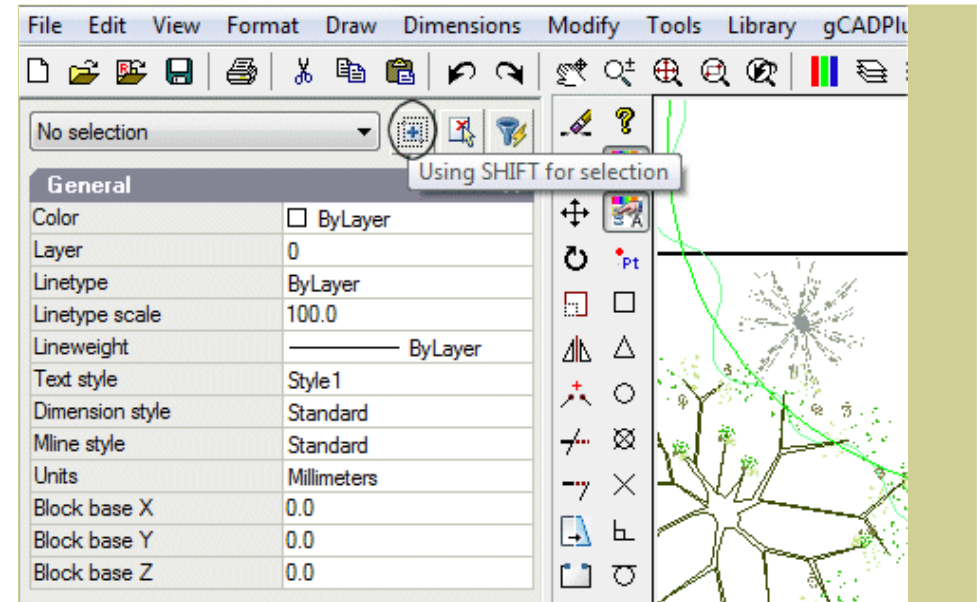 File Edit View Format Draw Dimensions Modify Tools Library gCADPlu
No selection
Using SHIFT for selection
General
Color ByLayer
Layer 0
Linetype ByLayer
Linetype scale 100.0
Lineweight ByLayer
Text style Style1
Dimension style Standard
Mline style Standard
Units Millimeters
Block base X 0.0
Block base Y 0.0
Block base Z 0.0
Pt